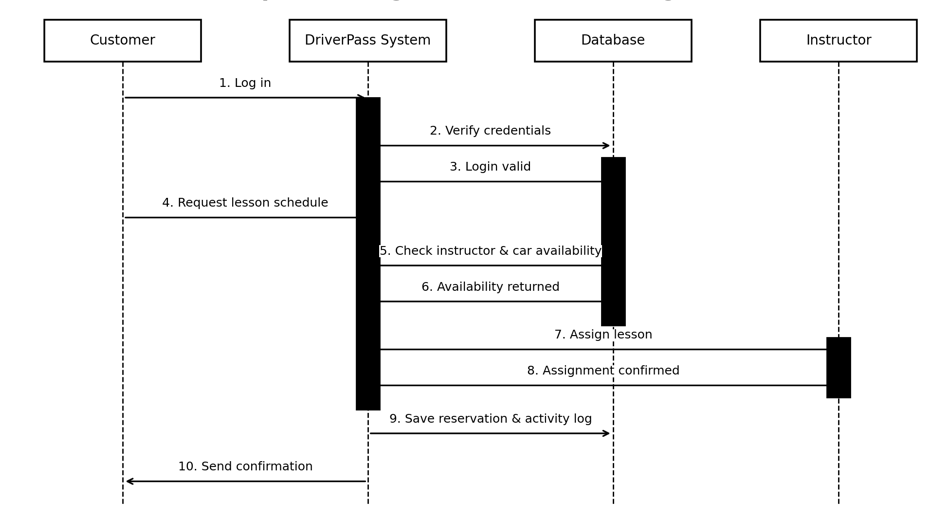 Customer
DriverPass System
Database
Instructor
1. Log in
2. Verify credentials
3. Login valid
4. Request lesson schedule
5. Check instructor & car availability
6. Availability returned
7. Assign lesson
8. Assignment confirmed
9. Save reservation & activity log
10. Send confirmation